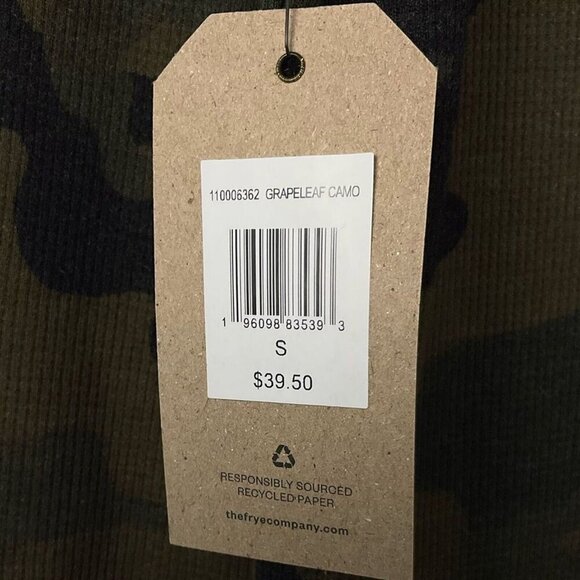 110006362 GRAPELEAF CAMO
1 96098 83539 3
S
$39.50
RESPONSIBLY SOURCED
RECYCLED PAPER
thefryecompany.com